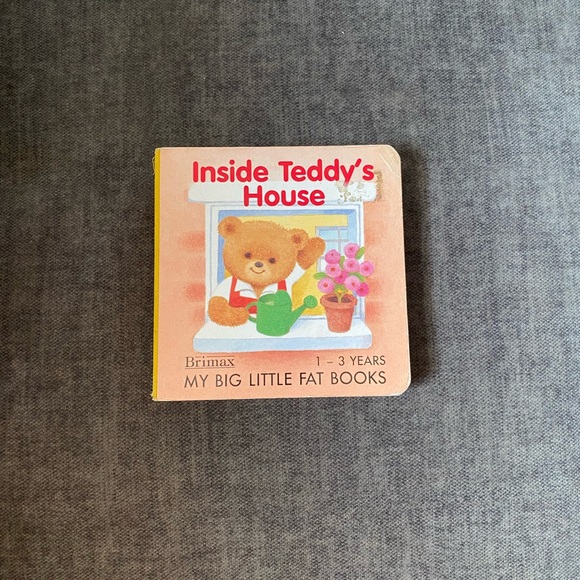 Inside Teddy's
House
Brimax
1 – 3 YEARS
MY BIG LITTLE FAT BOOKS